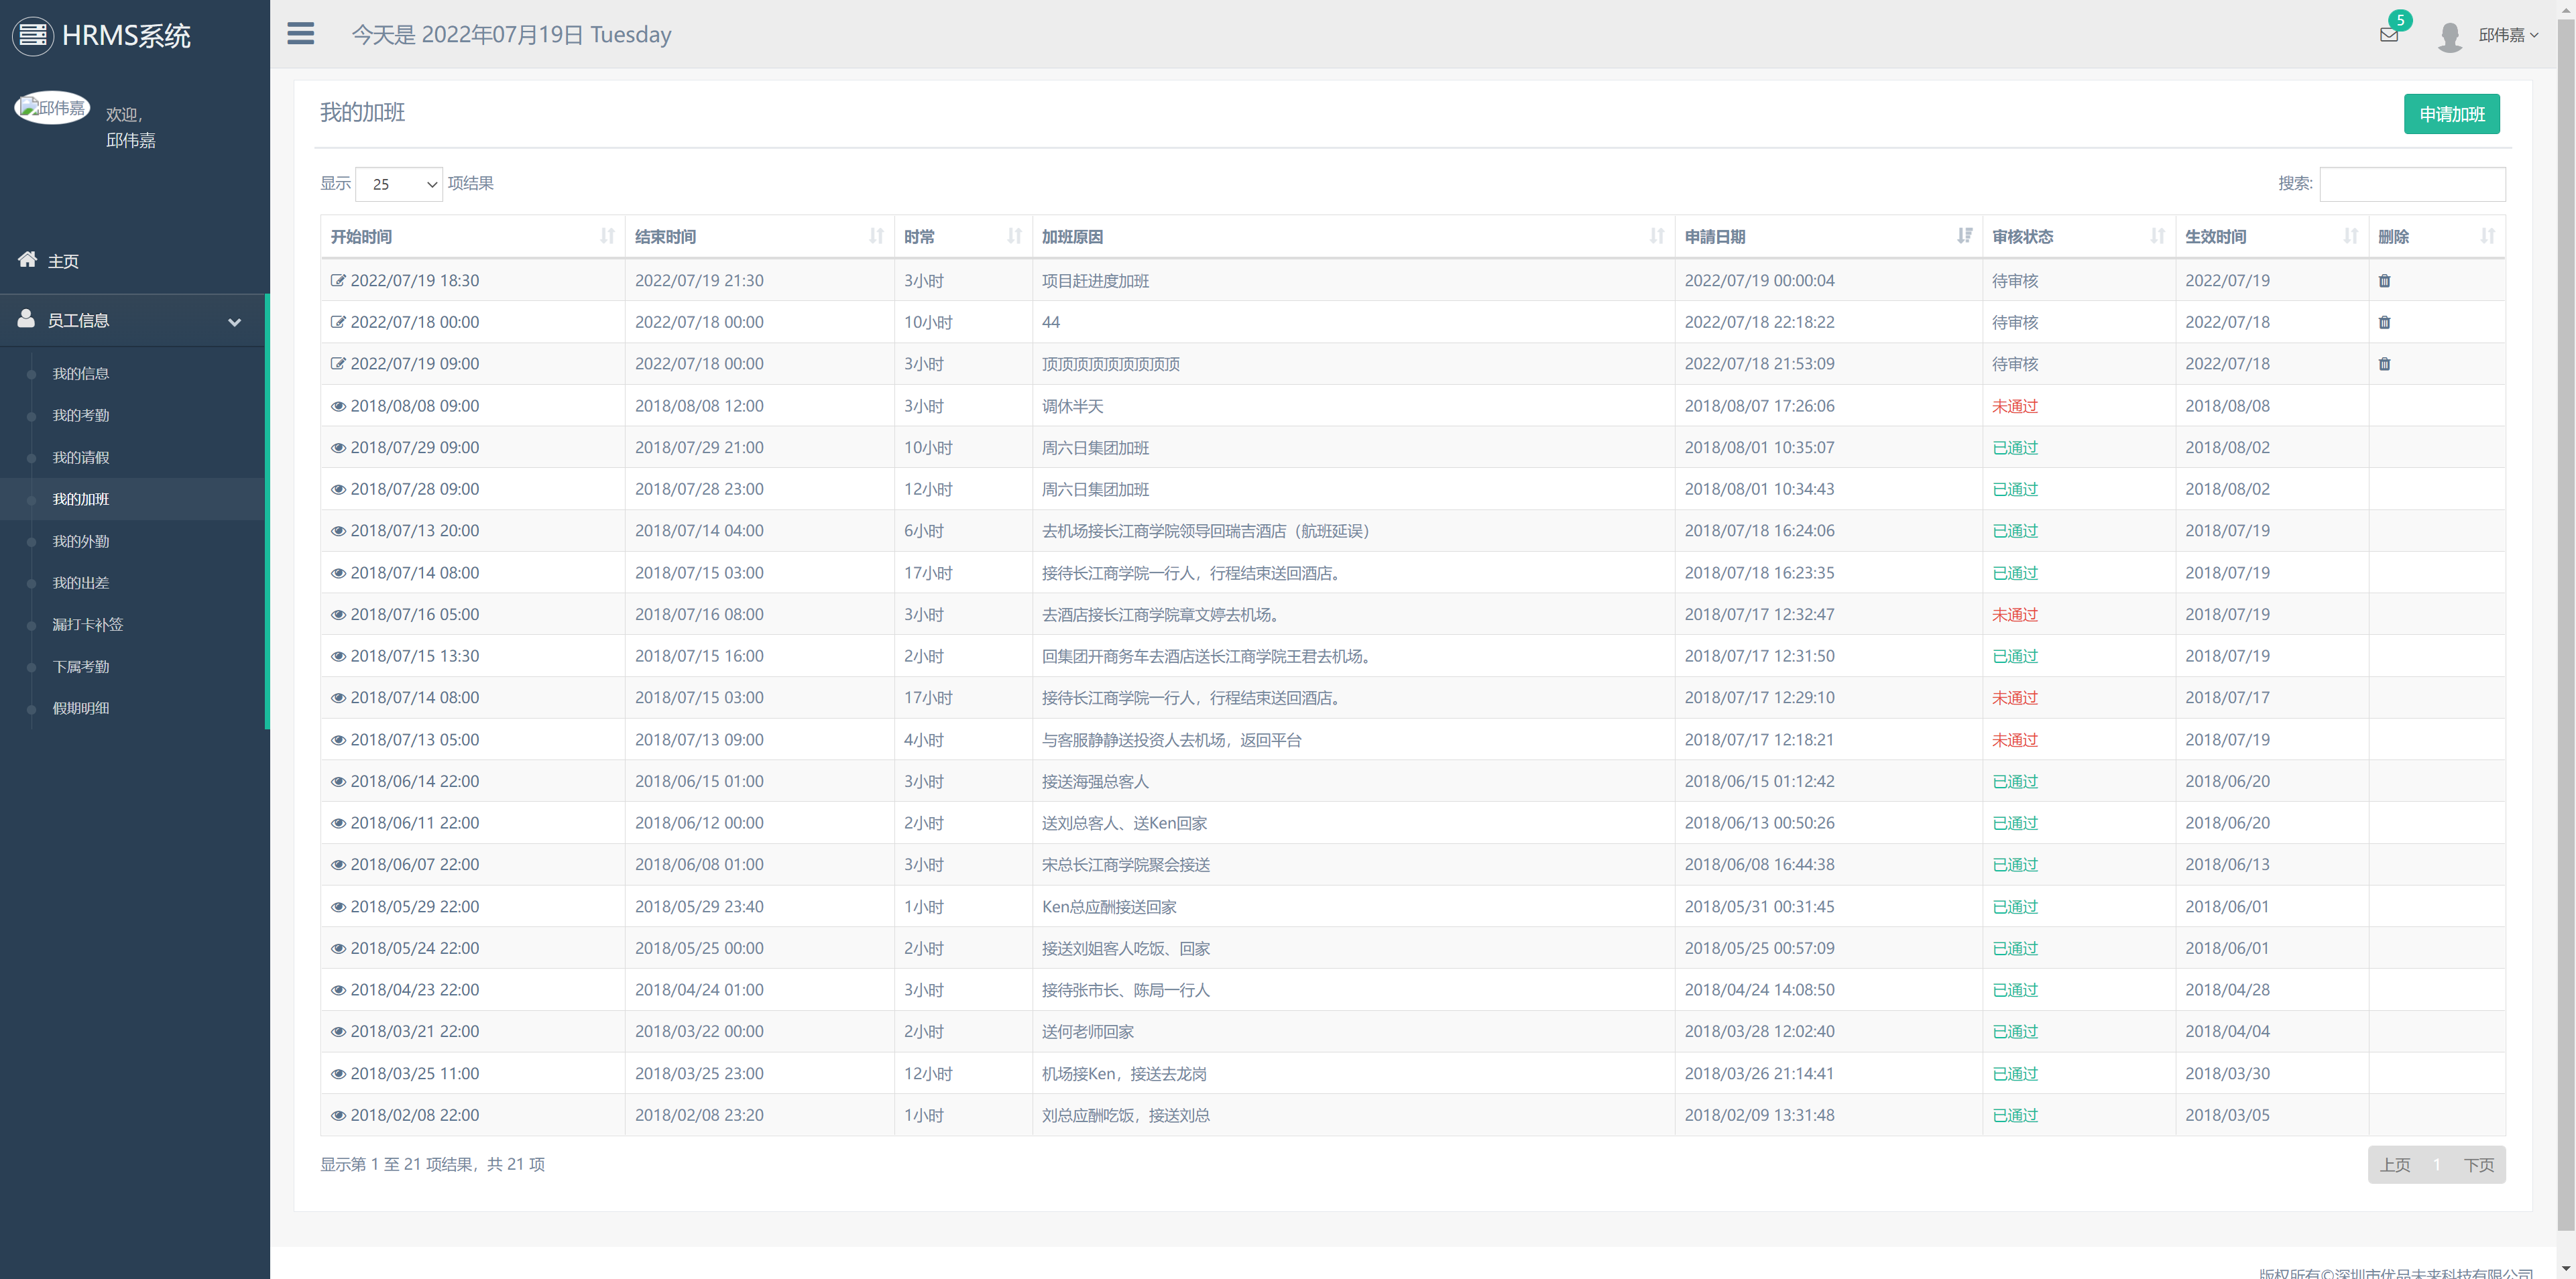 HRMS系统
今天是 2022年07月19日 Tuesday
5
邱伟嘉
邱伟嘉
欢迎,
邱伟嘉
主页
员工信息
我的信息
我的考勤
我的请假
我的加班
我的外勤
我的出差
漏打卡补签
下属考勤
假期明细
我的加班
申请加班
显示 25 项结果
搜索:
开始时间 结束时间 时常 加班原因 申請日期 审核状态 生效时间 删除
2022/07/19 18:30 2022/07/19 21:30 3小时 项目赶进度加班 2022/07/19 00:00:04 待审核 2022/07/19
2022/07/18 00:00 2022/07/18 00:00 10小时 44 2022/07/18 22:18:22 待审核 2022/07/18
2022/07/19 09:00 2022/07/18 00:00 3小时 顶顶顶顶顶顶顶顶顶 2022/07/18 21:53:09 待审核 2022/07/18
2018/08/08 09:00 2018/08/08 12:00 3小时 调休半天 2018/08/07 17:26:06 未通过 2018/08/08
2018/07/29 09:00 2018/07/29 21:00 10小时 周六日集团加班 2018/08/01 10:35:07 已通过 2018/08/02
2018/07/28 09:00 2018/07/28 23:00 12小时 周六日集团加班 2018/08/01 10:34:43 已通过 2018/08/02
2018/07/13 20:00 2018/07/14 04:00 6小时 去机场接长江商学院领导回瑞吉酒店（航班延误） 2018/07/18 16:24:06 已通过 2018/07/19
2018/07/14 08:00 2018/07/15 03:00 17小时 接待长江商学院一行人，行程结束送回酒店。 2018/07/18 16:23:35 已通过 2018/07/19
2018/07/16 05:00 2018/07/16 08:00 3小时 去酒店接长江商学院章文婷去机场。 2018/07/17 12:32:47 未通过 2018/07/19
2018/07/15 13:30 2018/07/15 16:00 2小时 回集团开商务车去酒店送长江商学院王君去机场。 2018/07/17 12:31:50 已通过 2018/07/19
2018/07/14 08:00 2018/07/15 03:00 17小时 接待长江商学院一行人，行程结束送回酒店。 2018/07/17 12:29:10 未通过 2018/07/17
2018/07/13 05:00 2018/07/13 09:00 4小时 与客服静静送投资人去机场，返回平台 2018/07/17 12:18:21 未通过 2018/07/19
2018/06/14 22:00 2018/06/15 01:00 3小时 接送海强总客人 2018/06/15 01:12:42 已通过 2018/06/20
2018/06/11 22:00 2018/06/12 00:00 2小时 送刘总客人、送Ken回家 2018/06/13 00:50:26 已通过 2018/06/20
2018/06/07 22:00 2018/06/08 01:00 3小时 宋总长江商学院聚会接送 2018/06/08 16:44:38 已通过 2018/06/13
2018/05/29 22:00 2018/05/29 23:40 1小时 Ken总应酬接送回家 2018/05/31 00:31:45 已通过 2018/06/01
2018/05/24 22:00 2018/05/25 00:00 2小时 接送刘姐客人吃饭、回家 2018/05/25 00:57:09 已通过 2018/06/01
2018/04/23 22:00 2018/04/24 01:00 3小时 接待张市长、陈局一行人 2018/04/24 14:08:50 已通过 2018/04/28
2018/03/21 22:00 2018/03/22 00:00 2小时 送何老师回家 2018/03/28 12:02:40 已通过 2018/04/04
2018/03/25 11:00 2018/03/25 23:00 12小时 机场接Ken，接送去龙岗 2018/03/26 21:14:41 已通过 2018/03/30
2018/02/08 22:00 2018/02/08 23:20 1小时 刘总应酬吃饭，接送刘总 2018/02/09 13:31:48 已通过 2018/03/05
显示第 1 至 21 项结果，共 21 项
上页 1 下页
版权所有©深圳市优品未来科技有限公司